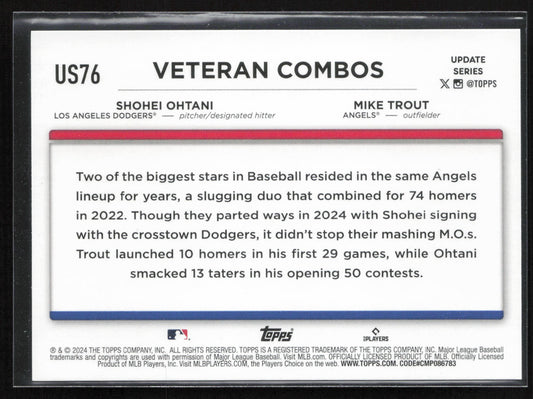 US76
VETERAN COMBOS
UPDATE
SERIES
X @TOPPS
SHOHEI OHTANI
LOS ANGELES DODGERS® — pitcher/designated hitter
MIKE TROUT
ANGELS® — outfielder
Two of the biggest stars in Baseball resided in the same Angels
lineup for years, a slugging duo that combined for 74 homers
in 2022. Though they parted ways in 2024 with Shohei signing
with the crosstown Dodgers, it didn't stop their mashing M.O.s.
Trout launched 10 homers in his first 29 games, while Ohtani
smacked 13 taters in his opening 50 contests.
Topps
PLAYERS
® & © 2024 THE TOPPS COMPANY, INC. ALL RIGHTS RESERVED. TOPPS IS A REGISTERED TRADEMARK OF THE TOPPS COMPANY, INC. Major League Baseball
trademarks and copyrights are used with permission of Major League Baseball. Visit MLB.com. OFFICIALLY LICENSED PRODUCT OF MLB. Officially Licensed
Product of MLB Players, Inc. Visit MLBPLAYERS.com, the Players Choice on the web. WWW.TOPPS.COM. CODE#CMP086783